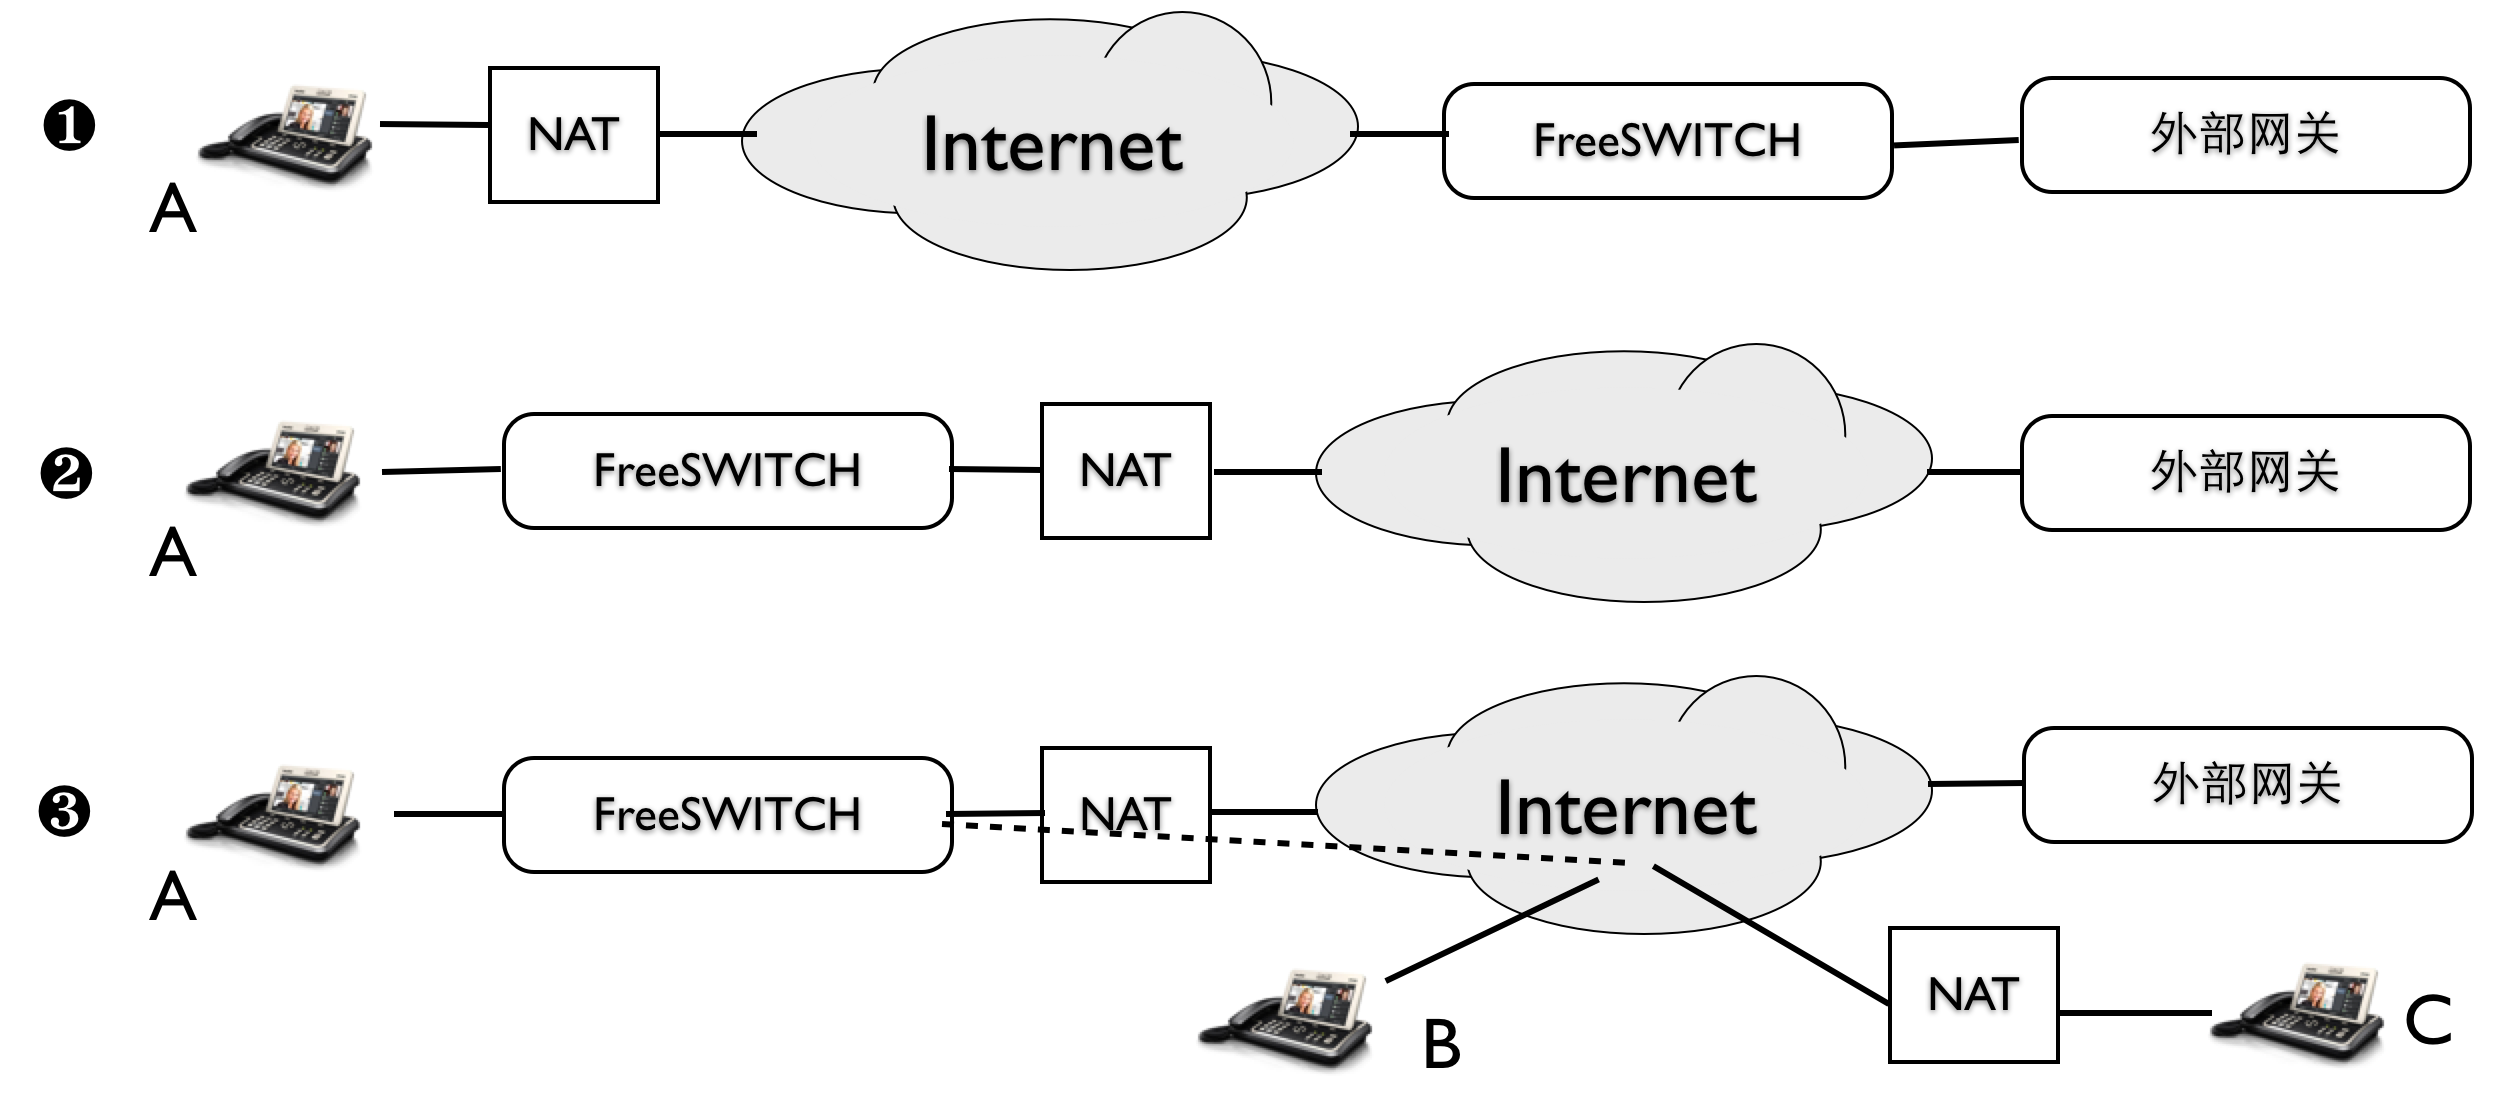 ❶
NAT
Internet
FreeSWITCH
外部网关
A
❷
FreeSWITCH
NAT
Internet
外部网关
A
❸
FreeSWITCH
NAT
Internet
外部网关
A
NAT
B
C